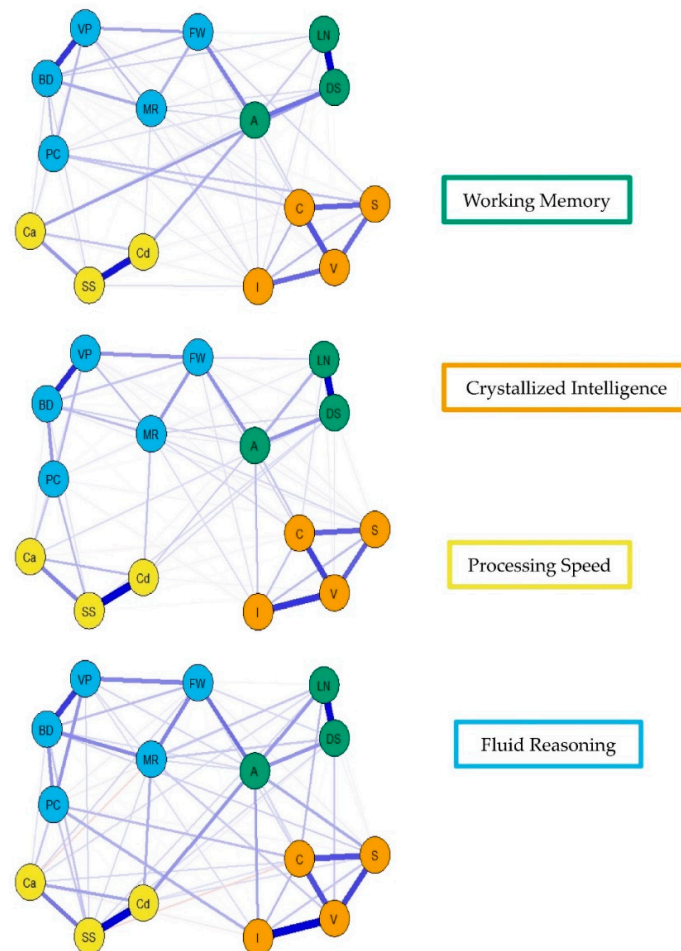 VP
FW
LN
BD
DS
MR
A
PC
C
S
Ca
Cd
V
SS
I
Working Memory
VP
FW
LN
BD
DS
MR
A
PC
C
S
Ca
Cd
V
SS
I
Crystallized Intelligence
Processing Speed
VP
FW
LN
BD
DS
MR
A
PC
C
S
Ca
Cd
V
SS
I
Fluid Reasoning